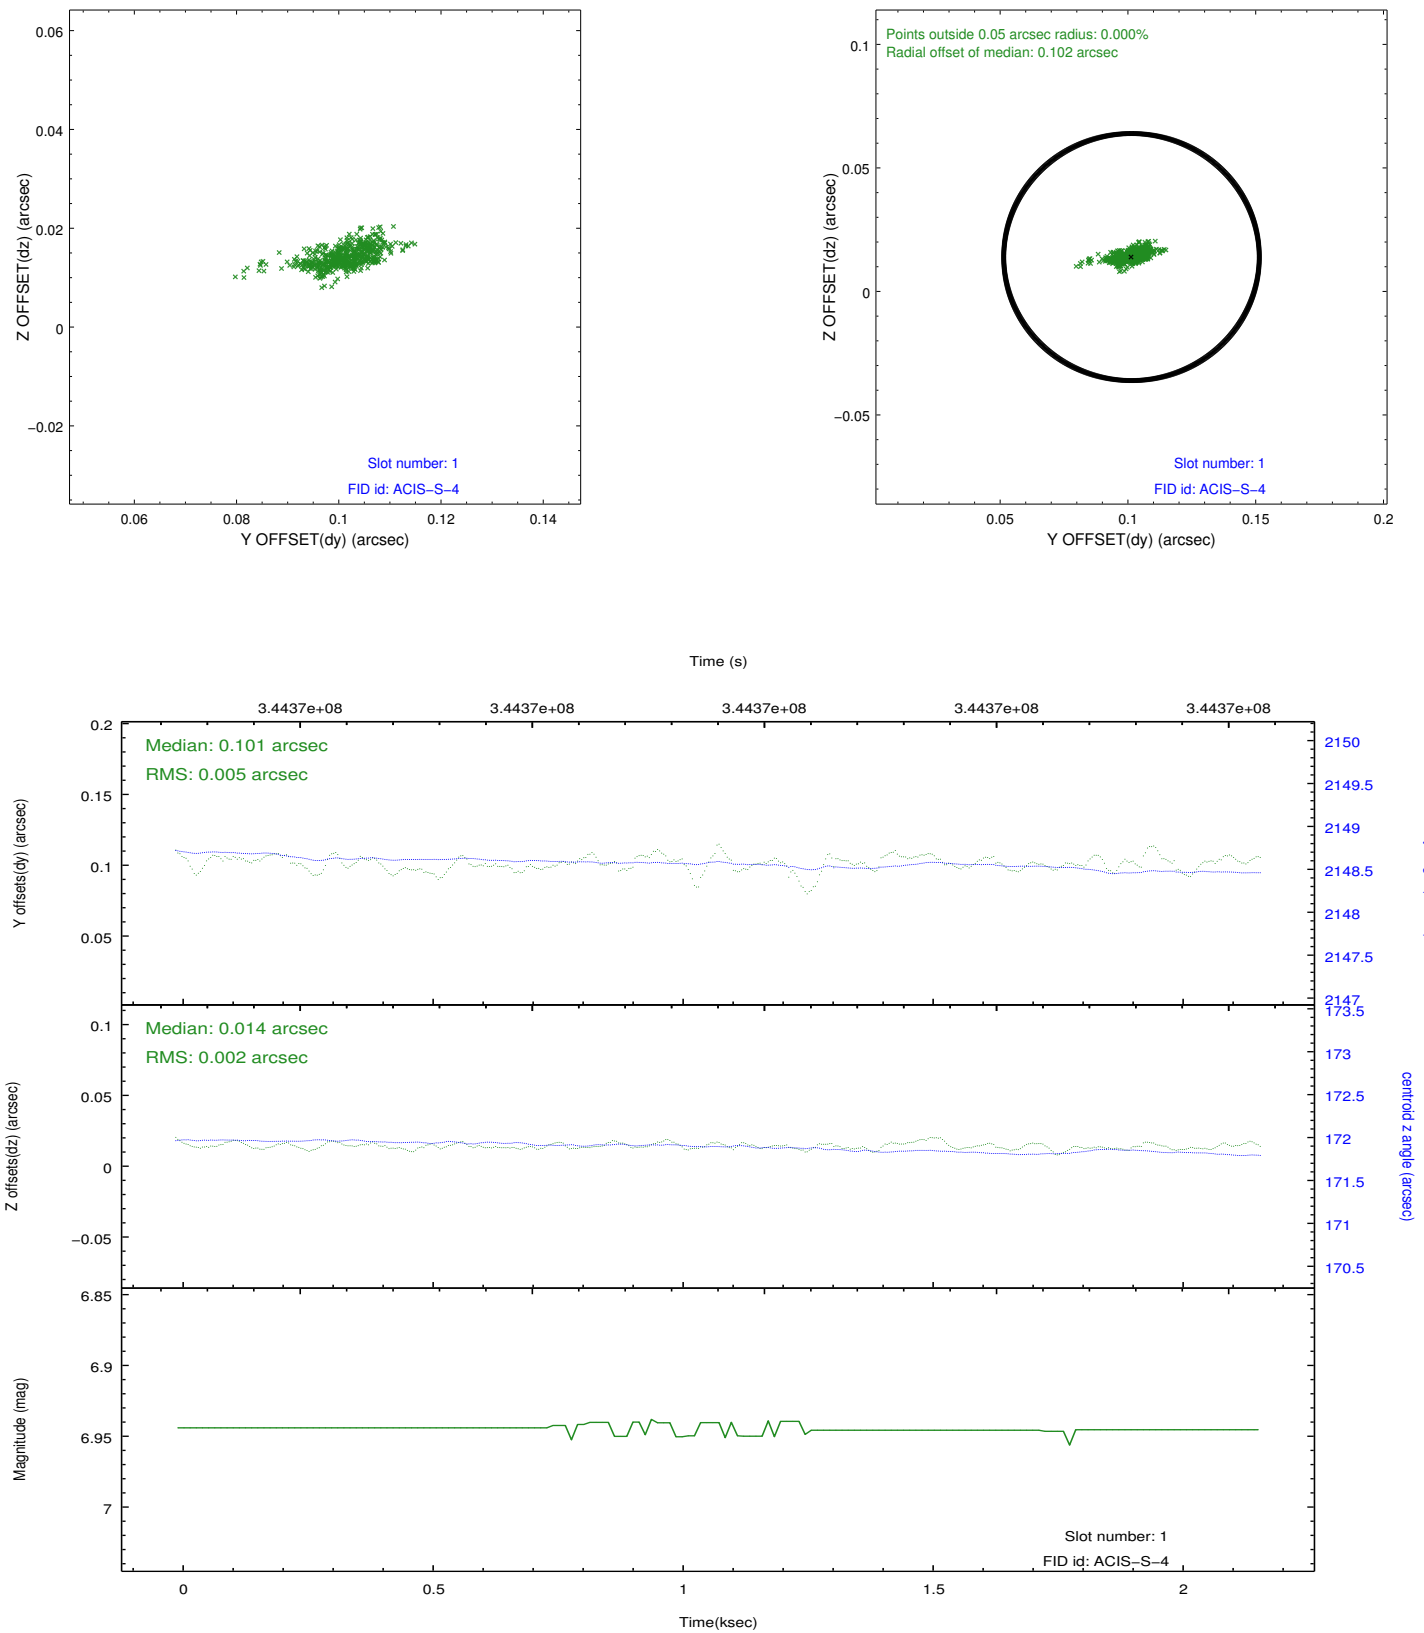 0.06
0.04
0.02
0
−0.02
Z OFFSET(dz) (arcsec)
Slot number: 1
FID id: ACIS−S−4
0.06 0.08 0.1 0.12 0.14
Y OFFSET(dy) (arcsec)
Points outside 0.05 arcsec radius: 0.000%
Radial offset of median: 0.102 arcsec
0.1
0.05
0
−0.05
Z OFFSET(dz) (arcsec)
Slot number: 1
FID id: ACIS−S−4
0.05 0.1 0.15 0.2
Y OFFSET(dy) (arcsec)
Time (s)
3.4437e+08 3.4437e+08 3.4437e+08 3.4437e+08 3.4437e+08
Median: 0.101 arcsec
RMS: 0.005 arcsec
0.2
0.15
0.1
0.05
Y offsets(dy) (arcsec)
2150
2149.5
2149
2148.5
2148
2147.5
2147
Median: 0.014 arcsec
RMS: 0.002 arcsec
0.1
0.05
0
−0.05
Z offsets(dz) (arcsec)
173.5
173
172.5
172
171.5
171
170.5
centroid z angle (arcsec)
6.85
6.9
6.95
7
Magnitude (mag)
Slot number: 1
FID id: ACIS−S−4
0 0.5 1 1.5 2
Time(ksec)